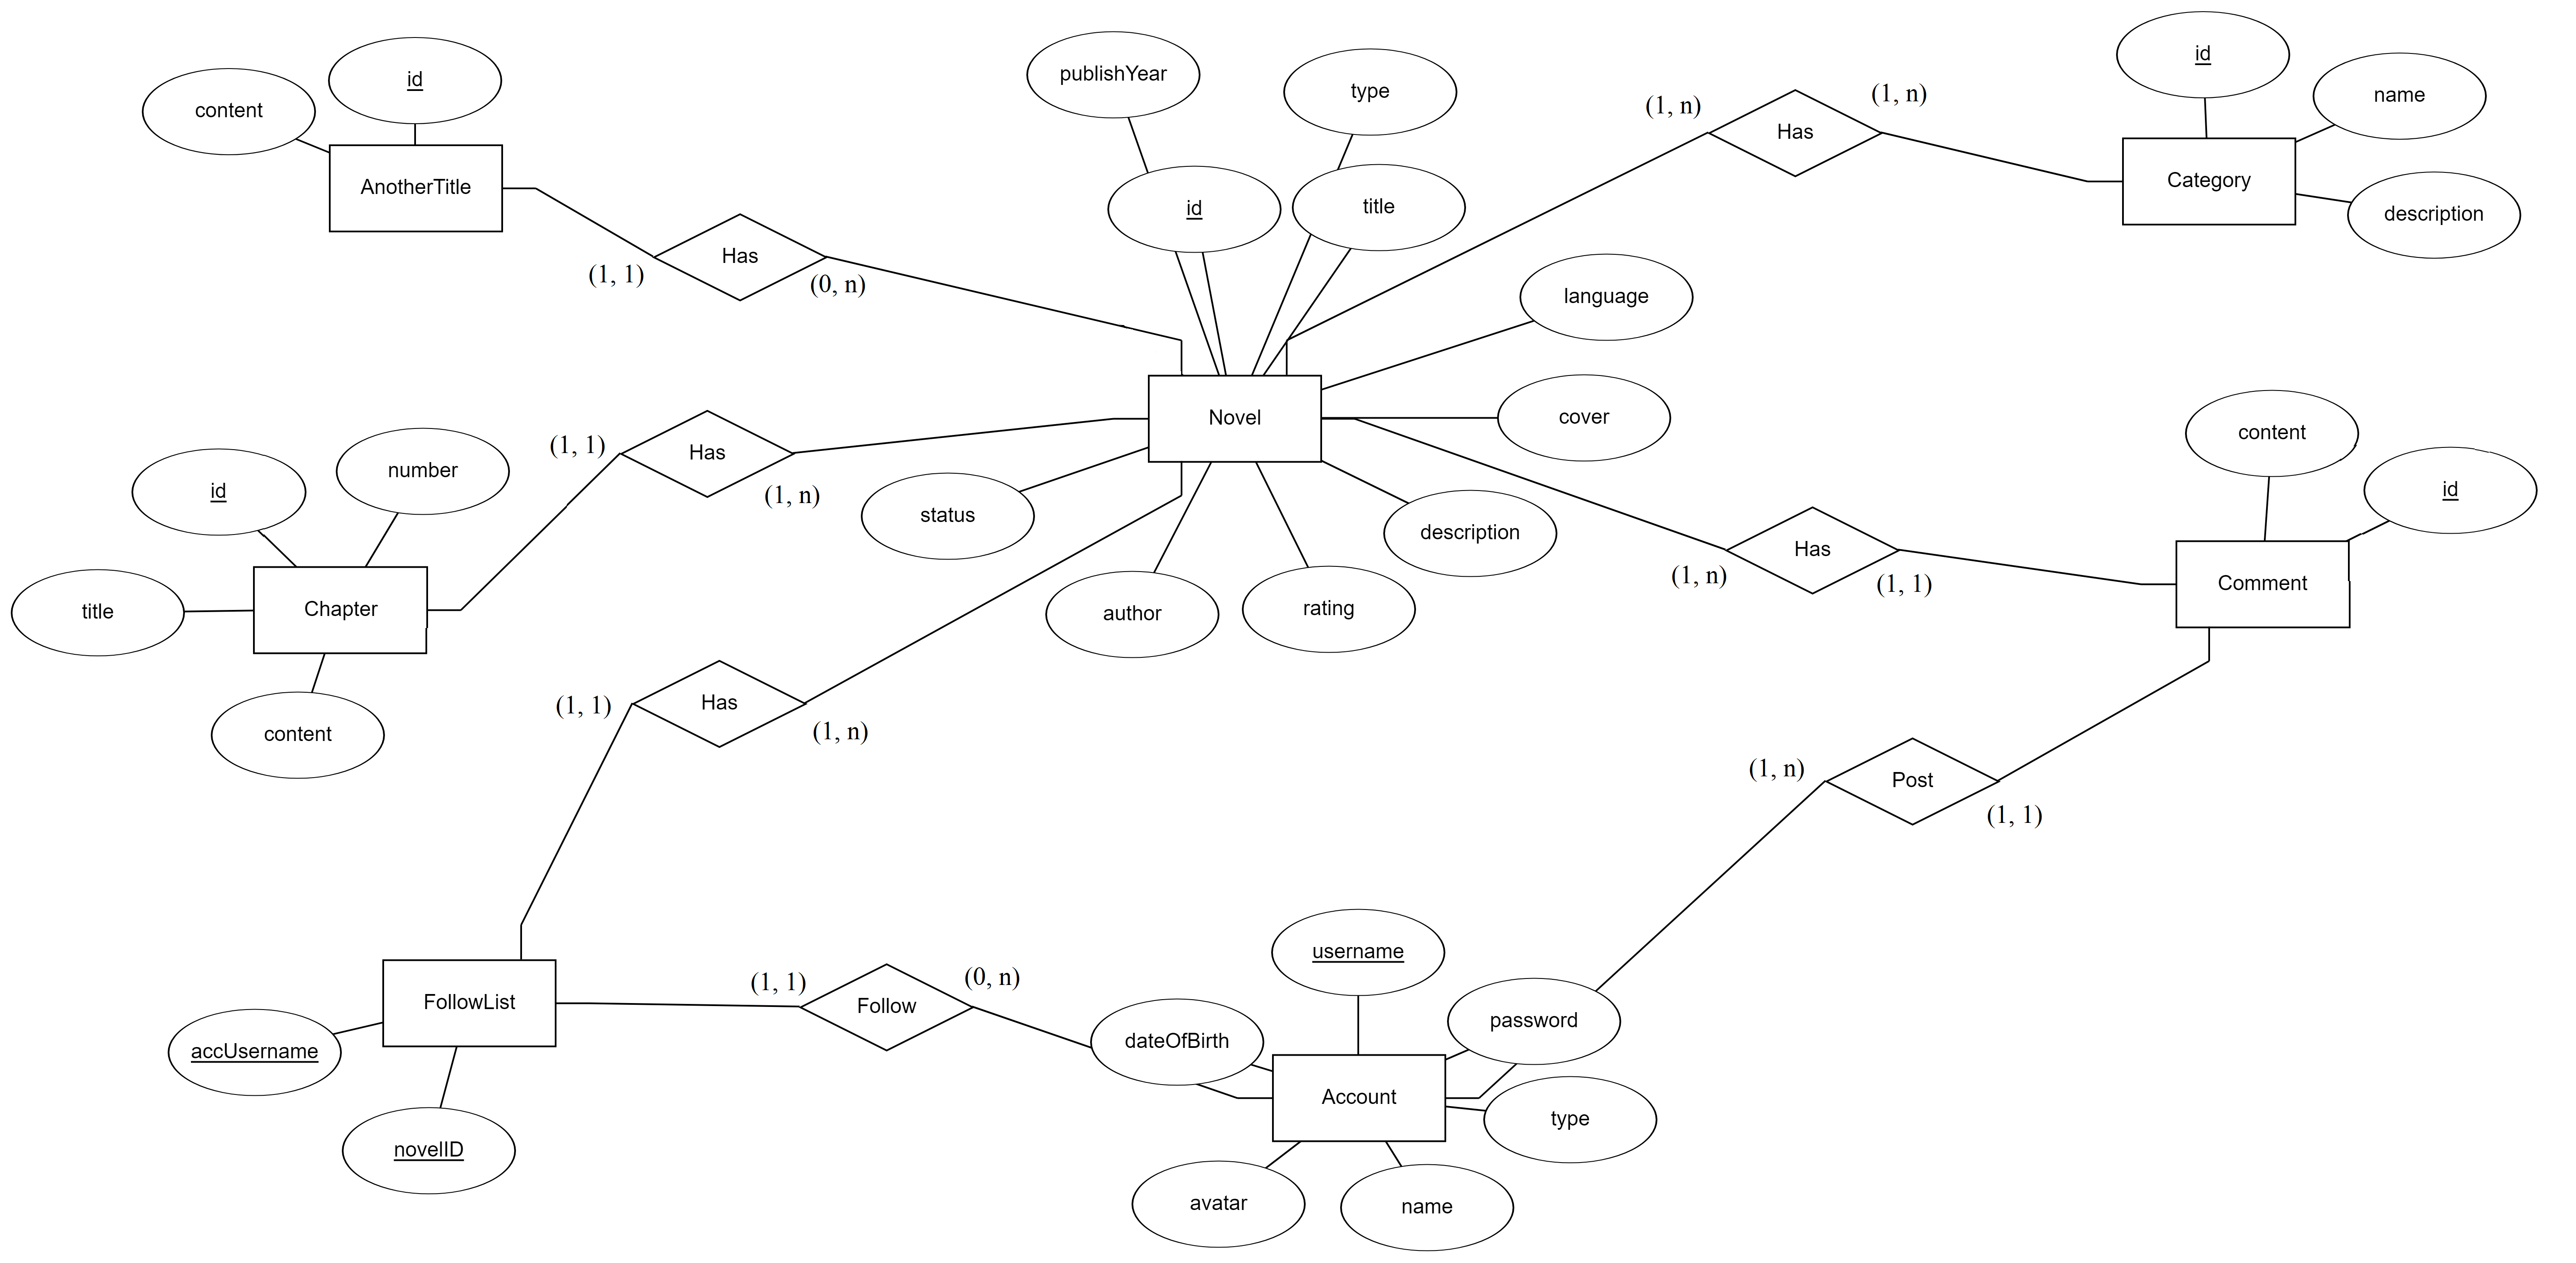 id
content
AnotherTitle
Has
(1, 1)
(0, n)
publishYear
type
id
title
(1, n)
Has
(1, n)
id
name
Category
description
language
Novel
cover
status
author
rating
description
(1, 1)
Has
(1, n)
id
number
title
Chapter
content
content
id
Comment
Has
(1, n)
(1, 1)
(1, 1)
Has
(1, n)
(1, n)
Post
(1, 1)
FollowList
accUsername
novelID
(1, 1)
Follow
(0, n)
username
dateOfBirth
password
Account
type
avatar
name